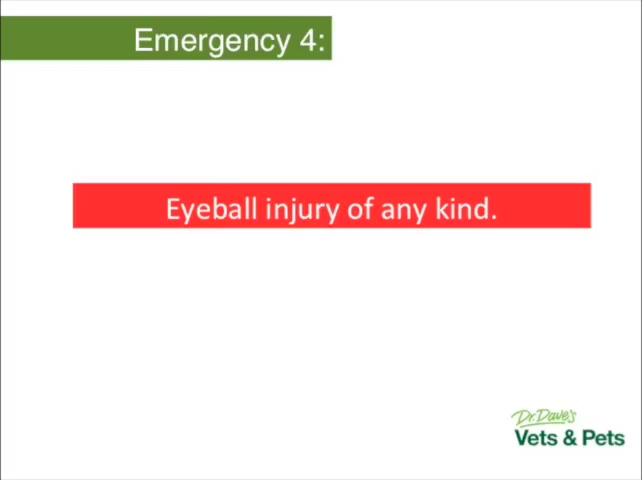 Emergency 4:
Eyeball injury of any kind.
Dr. Dave's
Vets & Pets